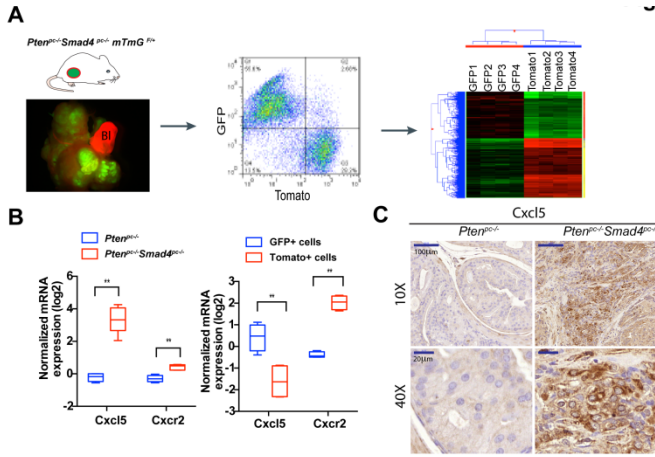 A
Pten^pc-/- Smad4^pc-/- mTmG^F/+
Bl
GFP
2.60%
Tomato
GFP1
GFP2
GFP3
GFP4
Tomato1
Tomato2
Tomato3
Tomato4
B
Pten^pc-/-
Pten^pc-/-Smad4^pc-/-
Normalized mRNA
expression (log2)
6
4
2
0
-2
**
**
Cxcl5 Cxcr2
GFP+ cells
Tomato+ cells
Normalized mRNA
expression (log2)
3
2
1
0
-1
-2
-3
**
**
Cxcl5 Cxcr2
C
Cxcl5
Pten^pc-/- Pten^pc-/-Smad4^pc-/-
10X
100µm
40X
20µm